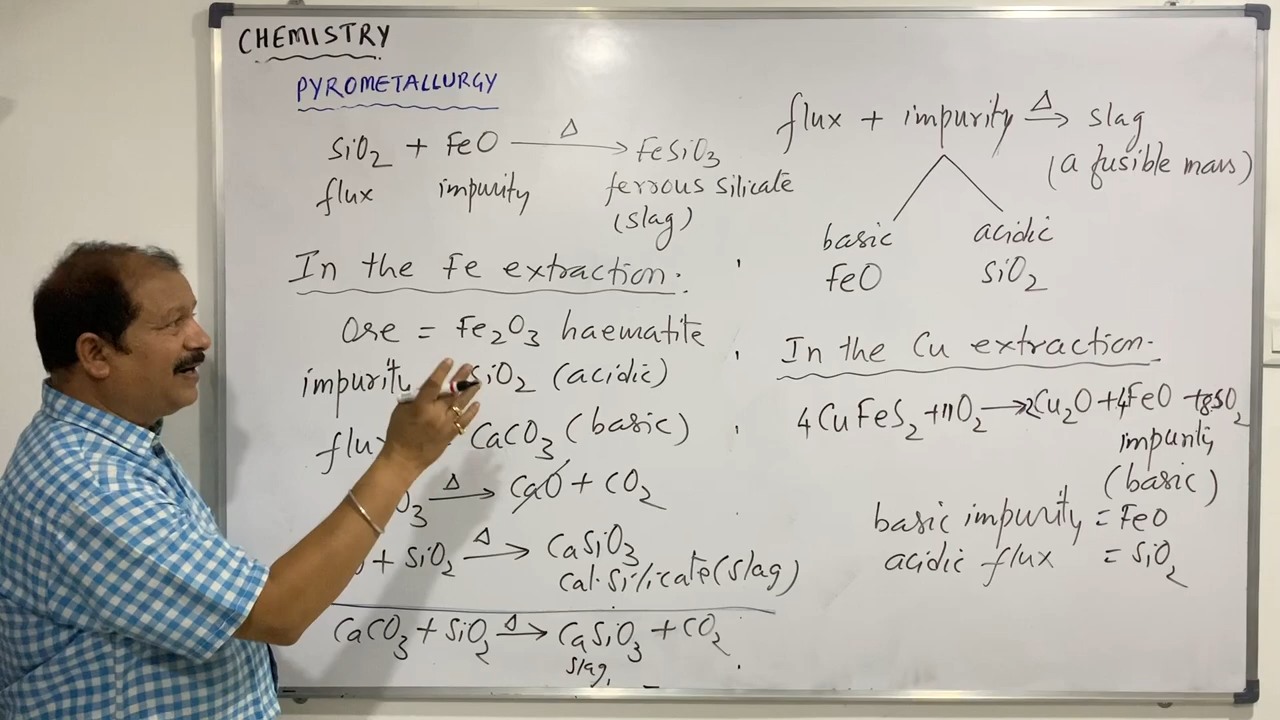 CHEMISTRY
PYROMETALLURGY
SiO2 + FeO —Δ→ FeSiO3
flux impurity ferrous silicate
(slag)
In the Fe extraction:
Ore = Fe2O3 haematite
impurity SiO2 (acidic)
flux CaCO3 (basic)
O3 —Δ→ CaO + CO2
+ SiO2 —Δ→ CaSiO3
cal. silicate (slag)
CaCO3 + SiO2 —Δ→ CaSiO3 + CO2
slag
flux + impurity —Δ→ slag
(a fusible mass)
basic acidic
FeO SiO2
In the Cu extraction.
4CuFeS2 + 11O2 → 2Cu2O + 4FeO + 8SO2
impurity
(basic)
basic impurity = FeO
acidic flux = SiO2